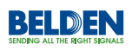 BELDEN
SENDING ALL THE RIGHT SIGNALS